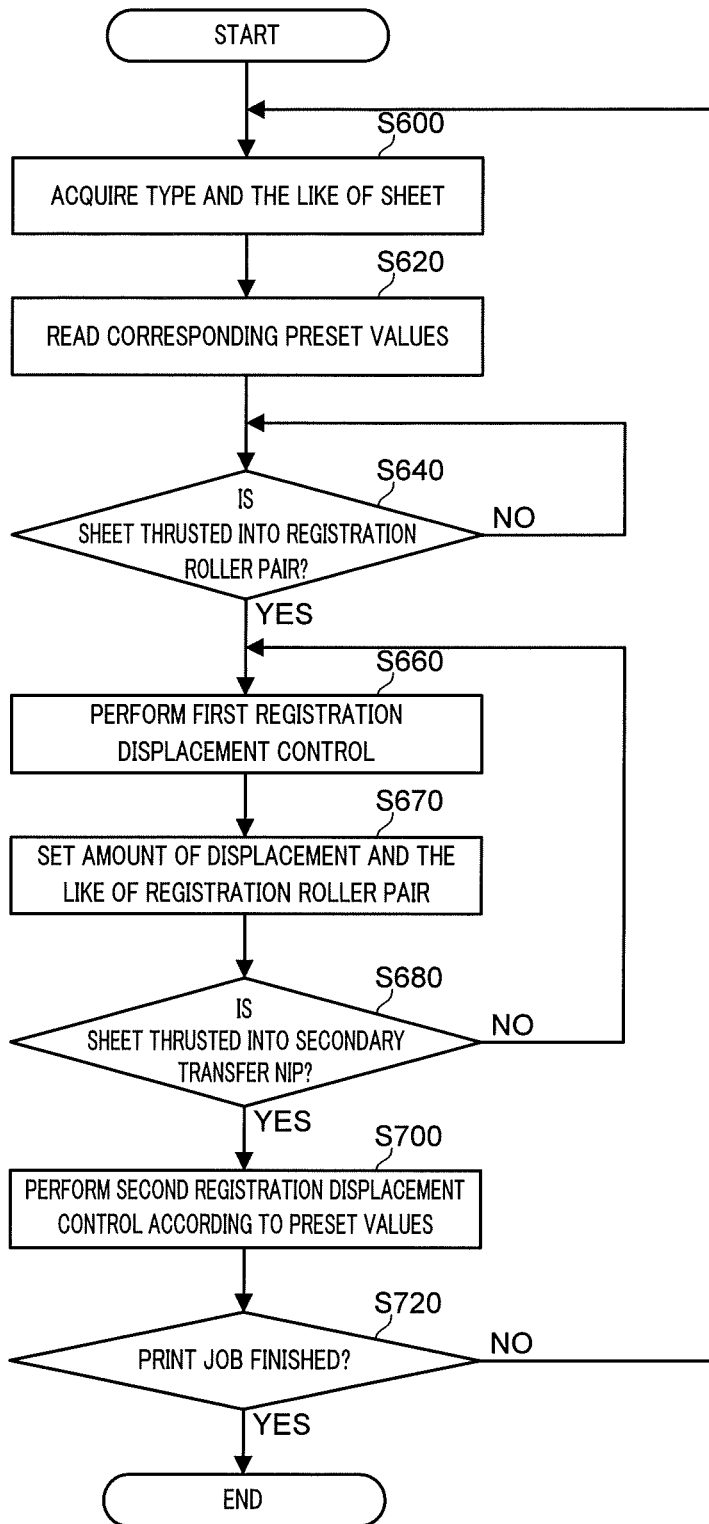 START
S600
ACQUIRE TYPE AND THE LIKE OF SHEET
S620
READ CORRESPONDING PRESET VALUES
S640
IS
SHEET THRUSTED INTO REGISTRATION
ROLLER PAIR?
NO
YES
S660
PERFORM FIRST REGISTRATION
DISPLACEMENT CONTROL
S670
SET AMOUNT OF DISPLACEMENT AND THE
LIKE OF REGISTRATION ROLLER PAIR
S680
IS
SHEET THRUSTED INTO SECONDARY
TRANSFER NIP?
NO
YES
S700
PERFORM SECOND REGISTRATION DISPLACEMENT
CONTROL ACCORDING TO PRESET VALUES
S720
PRINT JOB FINISHED?
NO
YES
END